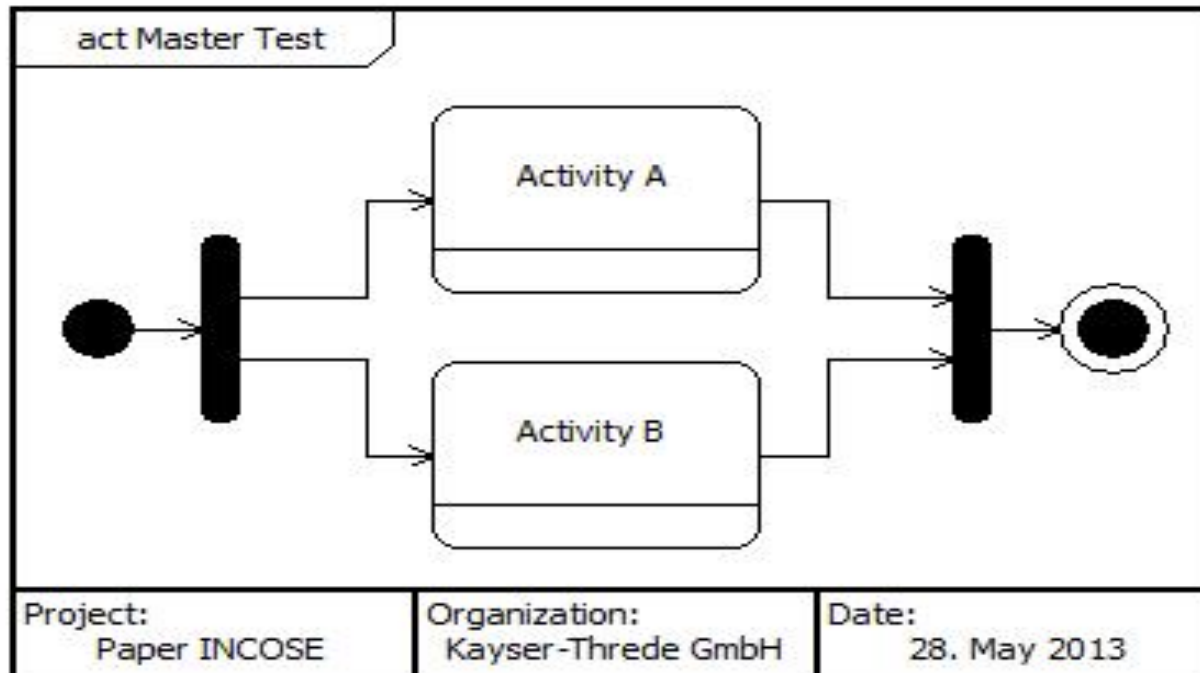 act Master Test
Activity A
Activity B
Project:
Paper INCOSE
Organization:
Kayser-Threde GmbH
Date:
28. May 2013